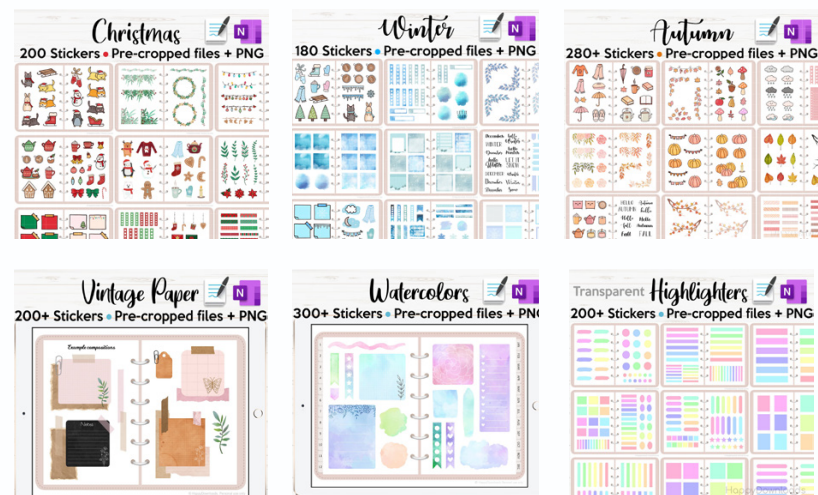 Christmas
N
200 Stickers • Pre-cropped files + PNG
Winter
N
180 Stickers • Pre-cropped files + PNG
Autumn
N
280+ Stickers • Pre-cropped files + PNG
Vintage Paper
N
200+ Stickers • Pre-cropped files + PNG
Example compositions
Watercolors
N
300+ Stickers • Pre-cropped files + PNG
Transparent Highlighters
N
200+ Stickers • Pre-cropped files + PNG